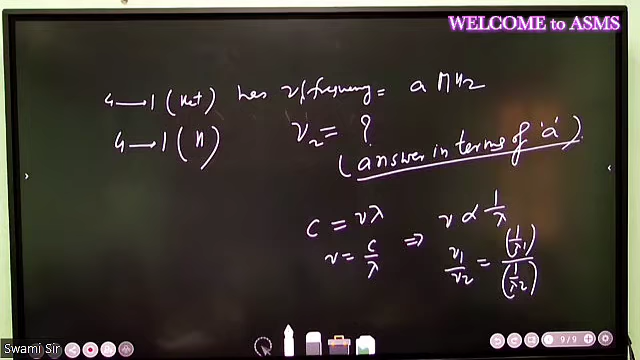 WELCOME to ASMS
4 → 1 (He+) has ν/frequency = a MHz
4 → 1 (H) ν₂ = ?
(answer in terms of 'a')
C = νλ ν ∝ 1/λ
ν = C/λ ⇒ ν₁/ν₂ = (1/λ₁)/(1/λ₂)
Swami Sir
9/9